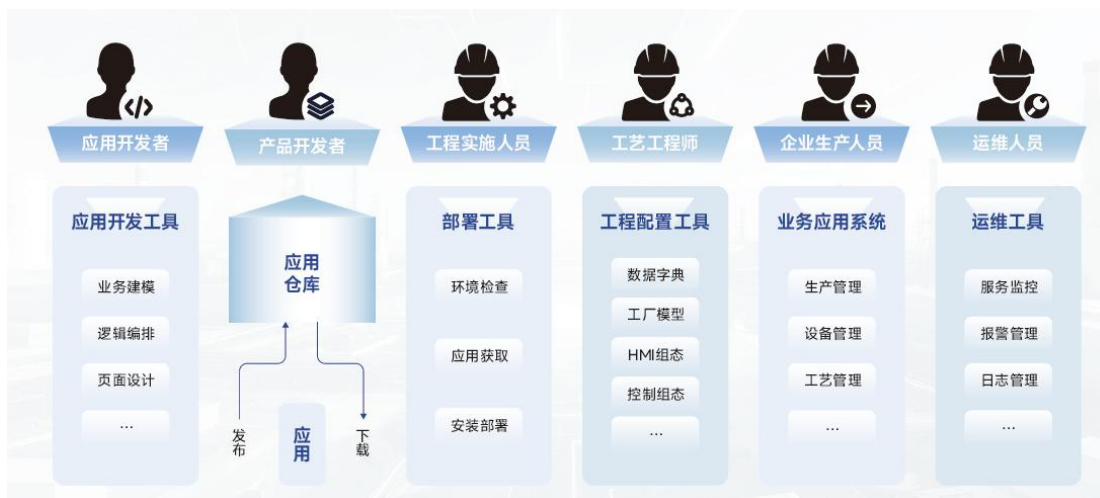 应用开发者
产品开发者
工程实施人员
工艺工程师
企业生产人员
运维人员
应用开发工具
业务建模
逻辑编排
页面设计
...
应用
仓库
发布
应用
下载
部署工具
环境检查
应用获取
安装部署
工程配置工具
数据字典
工厂模型
HMI组态
控制组态
...
业务应用系统
生产管理
设备管理
工艺管理
...
运维工具
服务监控
报警管理
日志管理
...